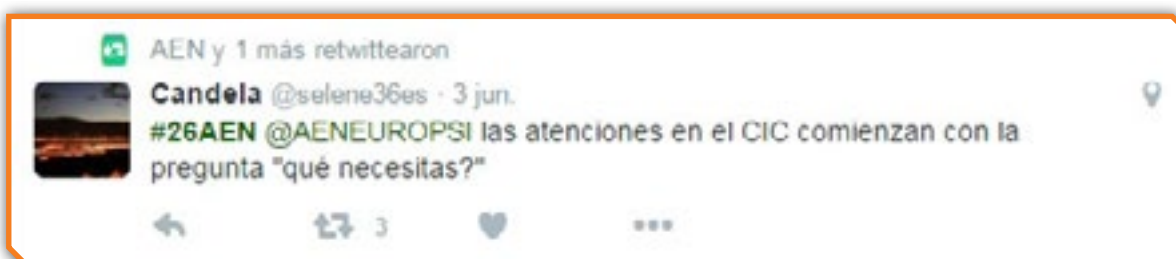 AEN y 1 más retwittearon
Candela @selene36es · 3 jun.
#26AEN @AENEUROPSI las atenciones en el CIC comienzan con la
pregunta "qué necesitas?"
3